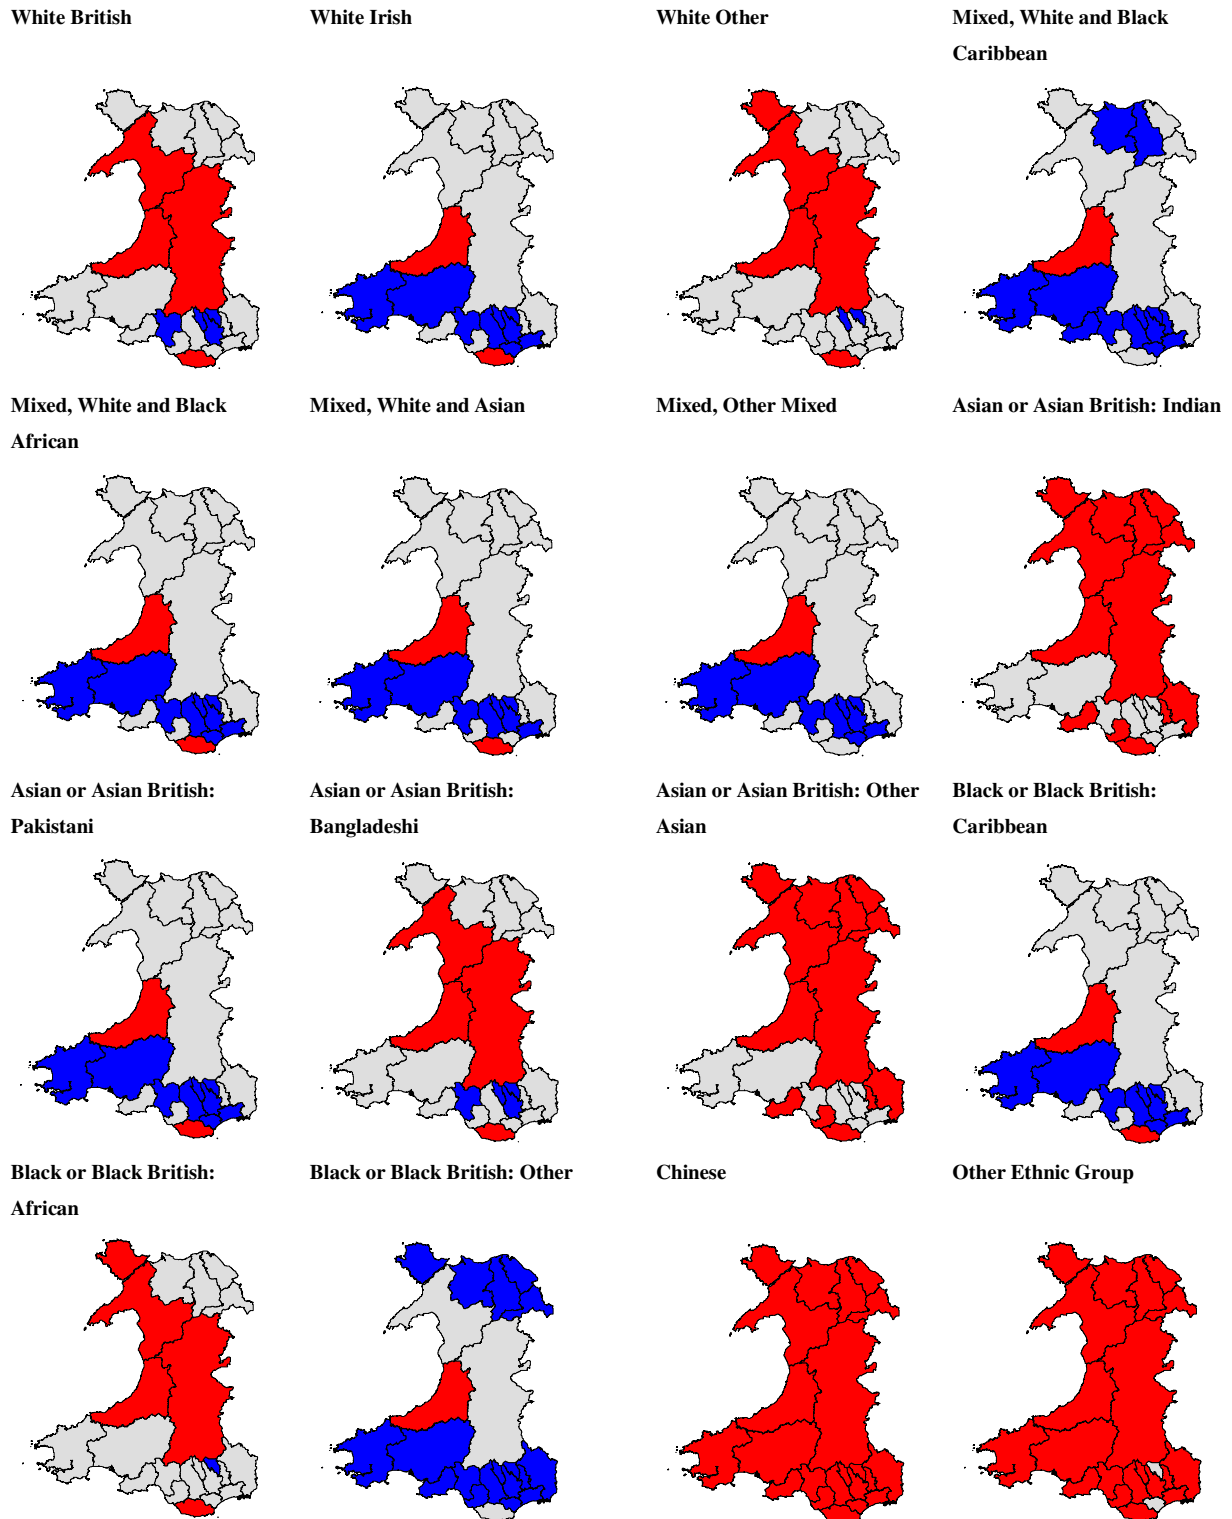 White British
White Irish
White Other
Mixed, White and Black
Caribbean
Mixed, White and Black
African
Mixed, White and Asian
Mixed, Other Mixed
Asian or Asian British: Indian
Asian or Asian British:
Pakistani
Asian or Asian British:
Bangladeshi
Asian or Asian British: Other
Asian
Black or Black British:
Caribbean
Black or Black British:
African
Black or Black British: Other
Chinese
Other Ethnic Group